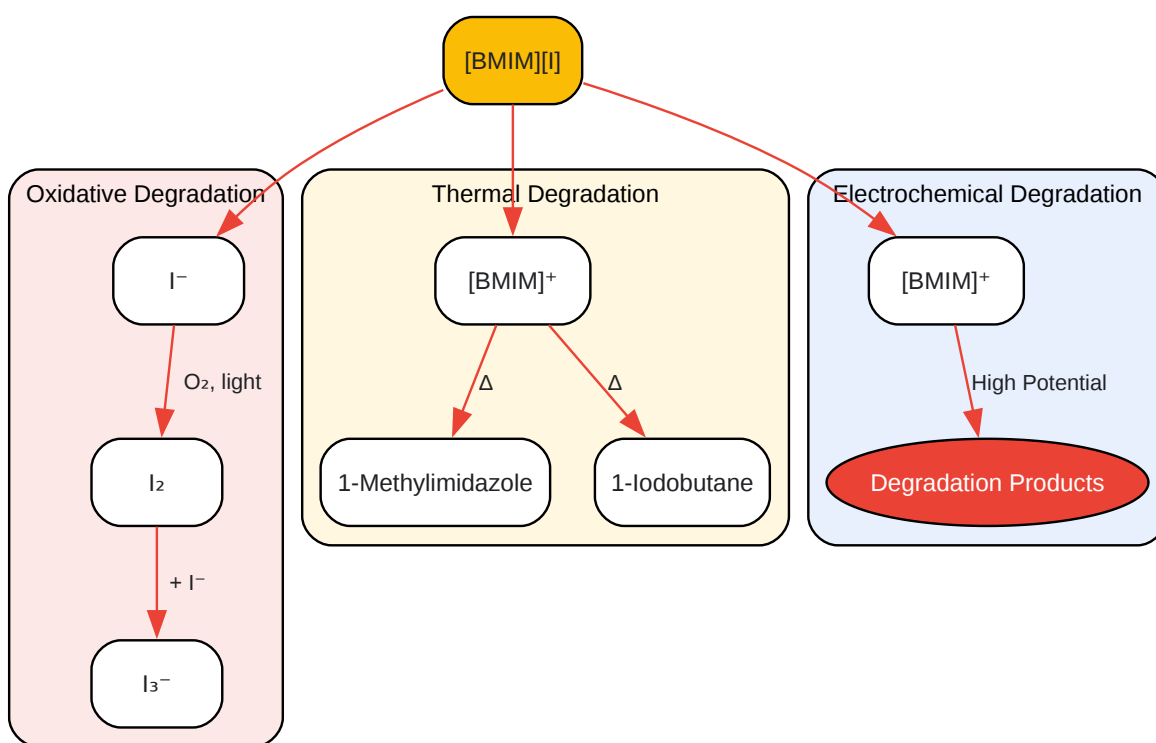 [BMIM][I]
Oxidative Degradation
Thermal Degradation
Electrochemical Degradation
I⁻
[BMIM]⁺
[BMIM]⁺
O₂, light
Δ
Δ
High Potential
I₂
1-Methylimidazole
1-Iodobutane
Degradation Products
+ I⁻
I₃⁻